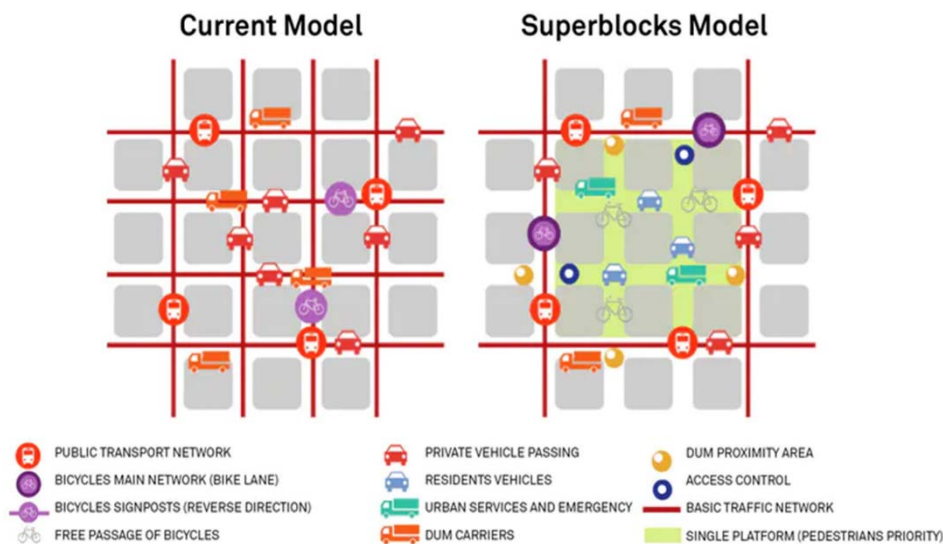 Current Model
Superblocks Model
PUBLIC TRANSPORT NETWORK
BICYCLES MAIN NETWORK (BIKE LANE)
BICYCLES SIGNPOSTS (REVERSE DIRECTION)
FREE PASSAGE OF BICYCLES
PRIVATE VEHICLE PASSING
RESIDENTS VEHICLES
URBAN SERVICES AND EMERGENCY
DUM CARRIERS
DUM PROXIMITY AREA
ACCESS CONTROL
BASIC TRAFFIC NETWORK
SINGLE PLATFORM (PEDESTRIANS PRIORITY)